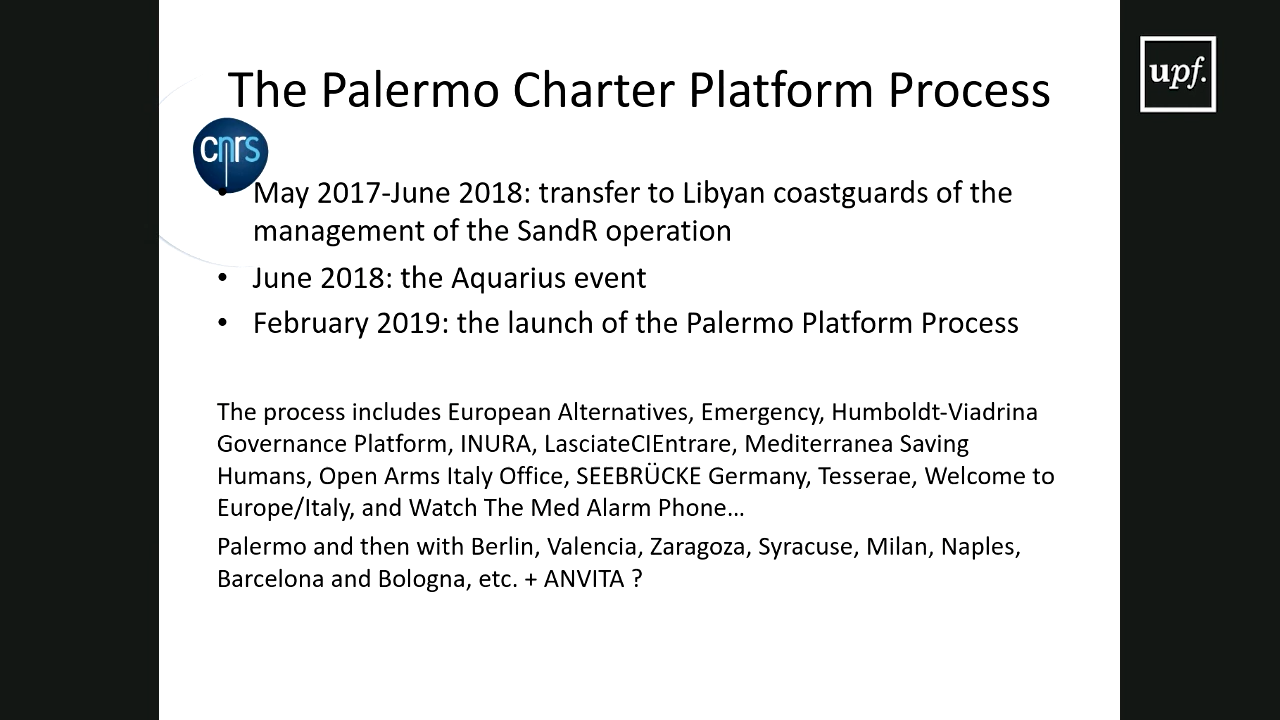 The Palermo Charter Platform Process
upf.
cnrs
• May 2017-June 2018: transfer to Libyan coastguards of the
management of the SandR operation
• June 2018: the Aquarius event
• February 2019: the launch of the Palermo Platform Process
The process includes European Alternatives, Emergency, Humboldt-Viadrina
Governance Platform, INURA, LasciateCIEntrare, Mediterranea Saving
Humans, Open Arms Italy Office, SEEBRÜCKE Germany, Tesserae, Welcome to
Europe/Italy, and Watch The Med Alarm Phone…
Palermo and then with Berlin, Valencia, Zaragoza, Syracuse, Milan, Naples,
Barcelona and Bologna, etc. + ANVITA ?